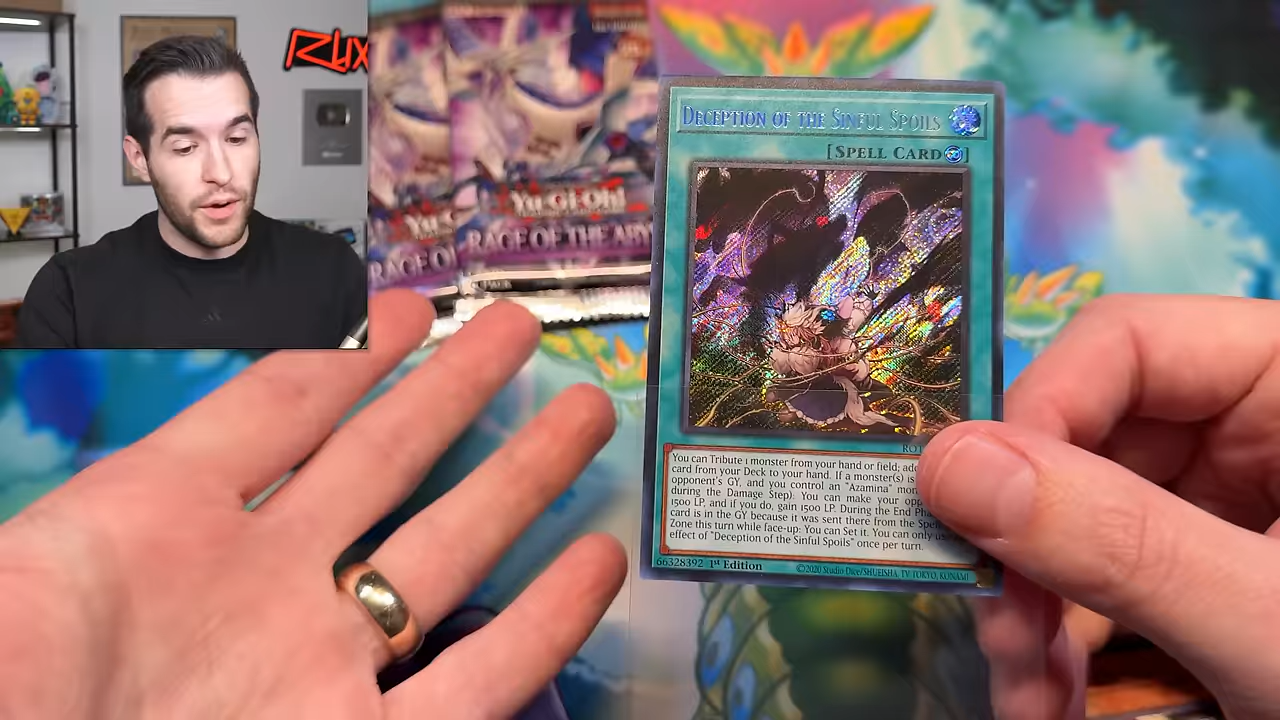 RUX
YU-GI-OH!
RAGE OF THE ABY
RAGE O
DECEPTION OF THE SINFUL SPOILS
[SPELL CARD]
ROT
You can Tribute 1 monster from your hand or field; add
card from your Deck to your hand. If a monster(s) is
opponent's GY, and you control an "Azamina" mon
during the Damage Step): You can make your opp
1500 LP, and if you do, gain 1500 LP. During the End Pha
card is in the GY because it was sent there from the Spel
Zone this turn while face-up: You can Set it. You can only us
effect of "Deception of the Sinful Spoils" once per turn.
66328392 1st Edition
©2020 Studio Dice/SHUEISHA, TV TOKYO, KONAMI